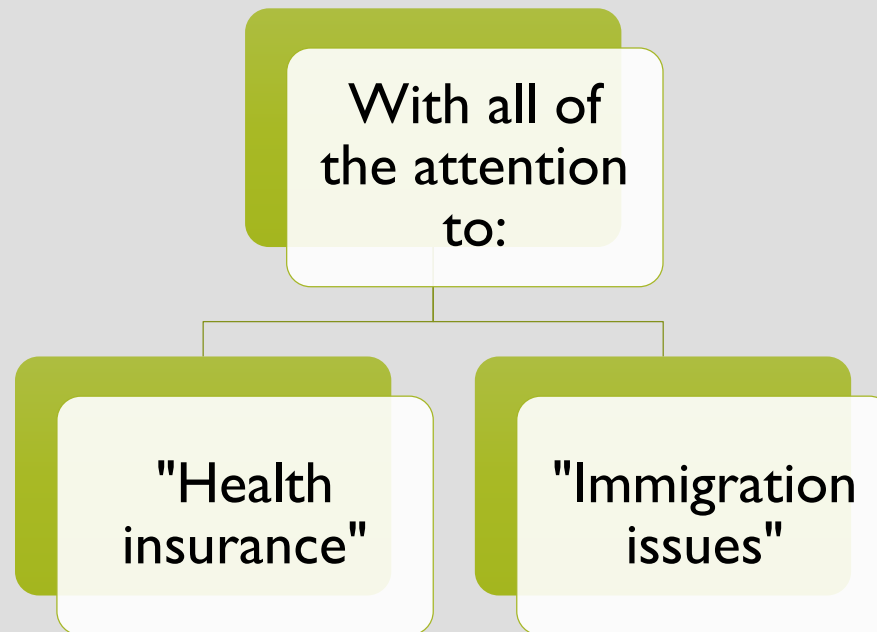 With all of
the attention
to:
"Health
insurance"
"Immigration
issues"